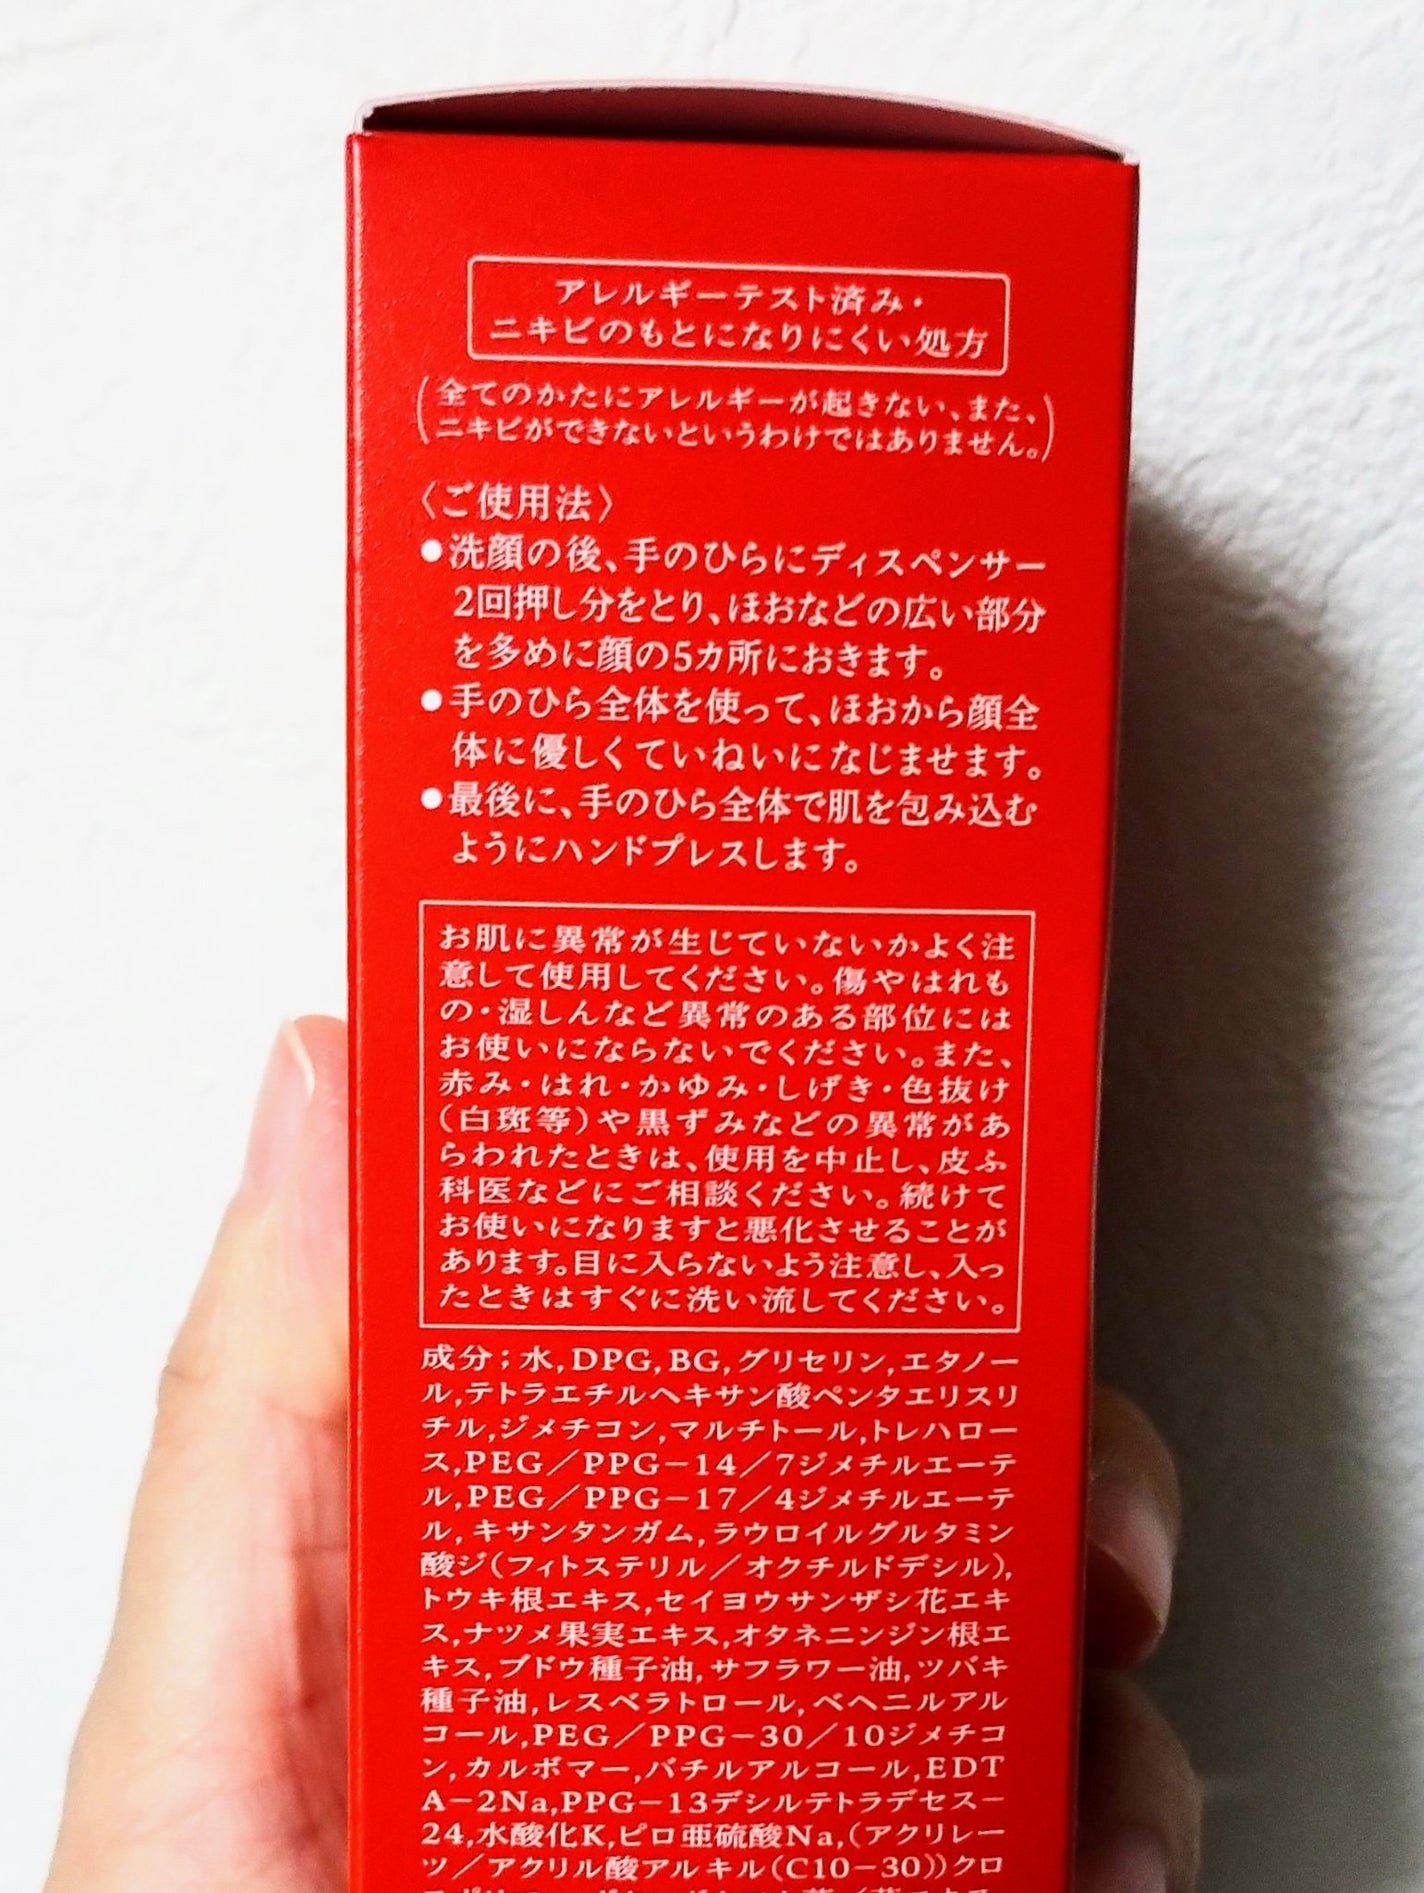 アレルギーテスト済み・
ニキビのもとになりにくい処方
(全てのかたにアレルギーが起きない、また、
ニキビができないというわけではありません。)
〈ご使用法〉
●洗顔の後、手のひらにディスペンサー
2回押し分をとり、ほおなどの広い部分
を多めに顔の5カ所におきます。
●手のひら全体を使って、ほおから顔全
体に優しくていねいになじませます。
●最後に、手のひら全体で肌を包み込む
ようにハンドプレスします。
お肌に異常が生じていないかよく注
意して使用してください。傷やはれも
の・湿しんなど異常のある部位には
お使いにならないでください。また、
赤み・はれ・かゆみ・しげき・色抜け
(白斑等)や黒ずみなどの異常があ
らわれたときは、使用を中止し、皮ふ
科医などにご相談ください。続けて
お使いになりますと悪化させることが
あります。目に入らないよう注意し、入っ
たときはすぐに洗い流してください。
成分；水,DPG,BG,グリセリン,エタノー
ル,テトラエチルヘキサン酸ペンタエリスリ
チル,ジメチコン,マルチトール,トレハロー
ス,PEG／PPG－14／7ジメチルエーテ
ル,PEG／PPG－17／4ジメチルエーテ
ル,キサンタンガム,ラウロイルグルタミン
酸ジ(フィトステリル／オクチルドデシル),
トウキ根エキス,セイヨウサンザシ花エキ
ス,ナツメ果実エキス,オタネニンジン根エ
キス,ブドウ種子油,サフラワー油,ツバキ
種子油,レスベラトロール,ベヘニルアル
コール,PEG／PPG－30／10ジメチコ
ン,カルボマー,バチルアルコール,EDT
A－2Na,PPG－13デシルテトラデセス－
24,水酸化K,ピロ亜硫酸Na,(アクリレー
ツ／アクリル酸アルキル(C10－30))クロ